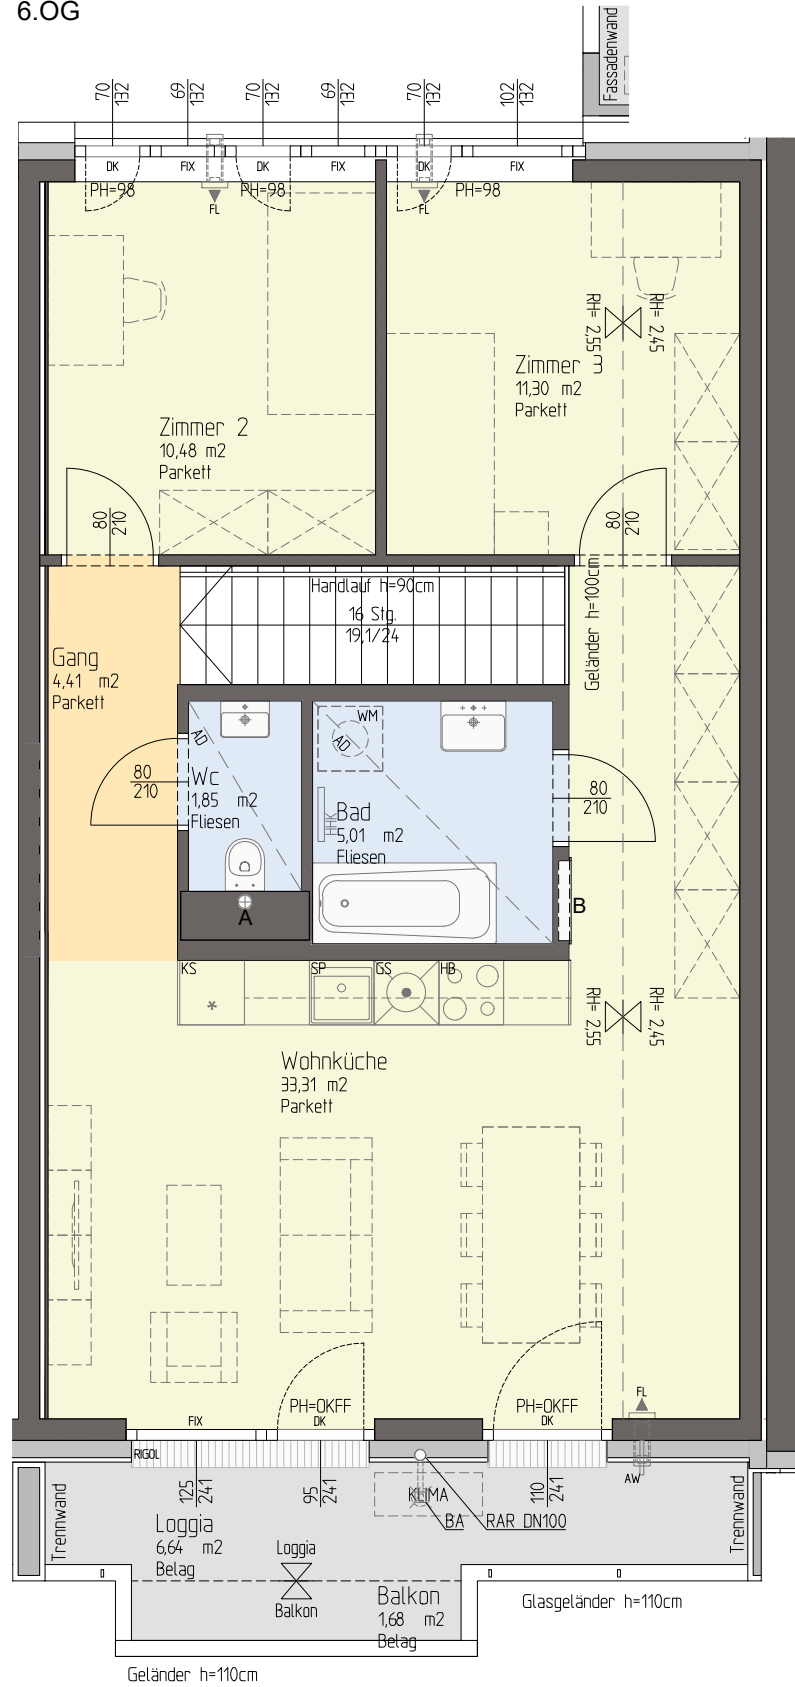 6.OG
Fassadenwand
70
132
69
132
70
132
69
132
70
132
102
132
DK
FIX
DK
FIX
DK
FIX
PH=98
FL
PH=98
FL
PH=98
RH= 2,55
RH= 2,45
Zimmer
11,30 m2
Parkett
Zimmer 2
10,48 m2
Parkett
80
210
80
210
Handlauf h=90cm
16 Stg.
19,1/24
Geländer h=100cm
Gang
4,41 m2
Parkett
AD
WM
AD
80
210
Wc
1,85 m2
Fliesen
HK
Bad
5,01 m2
Fliesen
80
210
A
B
KS
SP
GS
HB
*
RH= 2,55
RH= 2,45
Wohnküche
33,31 m2
Parkett
PH=OKFF
PH=OKFF
FL
FIX
DK
DK
RIGOL
AW
125
241
95
241
110
241
Trennwand
KLIMA
Trennwand
BA
RAR DN100
Loggia
6,64 m2
Belag
Loggia
Balkon
Balkon
1,68 m2
Belag
Glasgeländer h=110cm
Geländer h=110cm